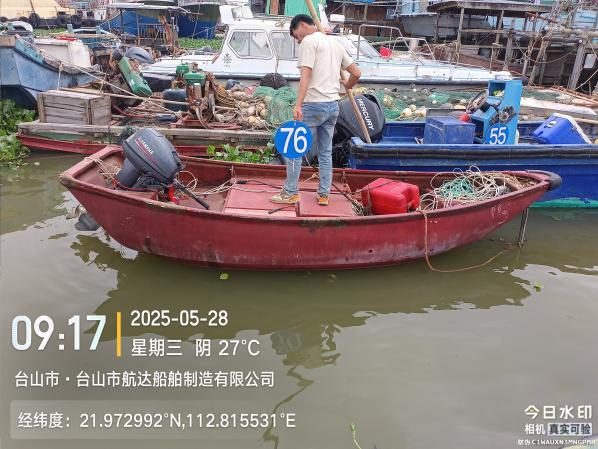 MERCURY
55
76
09:17
2025-05-28
星期三 阴 27°C
台山市·台山市航达船舶制造有限公司
经纬度：21.972992°N,112.815531°E
今日水印
相机 真实可验